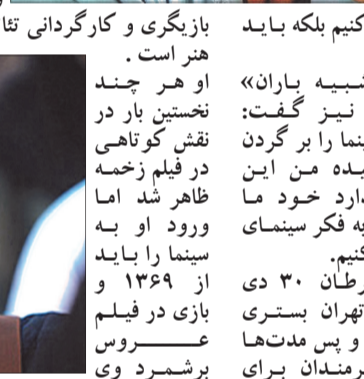 کنیم بلکه باید
شبیه باران»
نیز گفت:
ینما را بر گردن
یده من این
دارد خود ما
به فکر سینمای
کنیم.
رطان ۳۰ دی
تهران بستری
و پس مدت‌ها
رمندان برای
بازیگری و کارگردانی تئا
هنر است .
او هر چند
نخستین بار در
نقش کوتاهی
در فیلم زخمه
ظاهر شد اما
ورود او به
سینما را باید
از ۱۳۶۹ و
بازی در فیلم
عروس
برشمرد وی